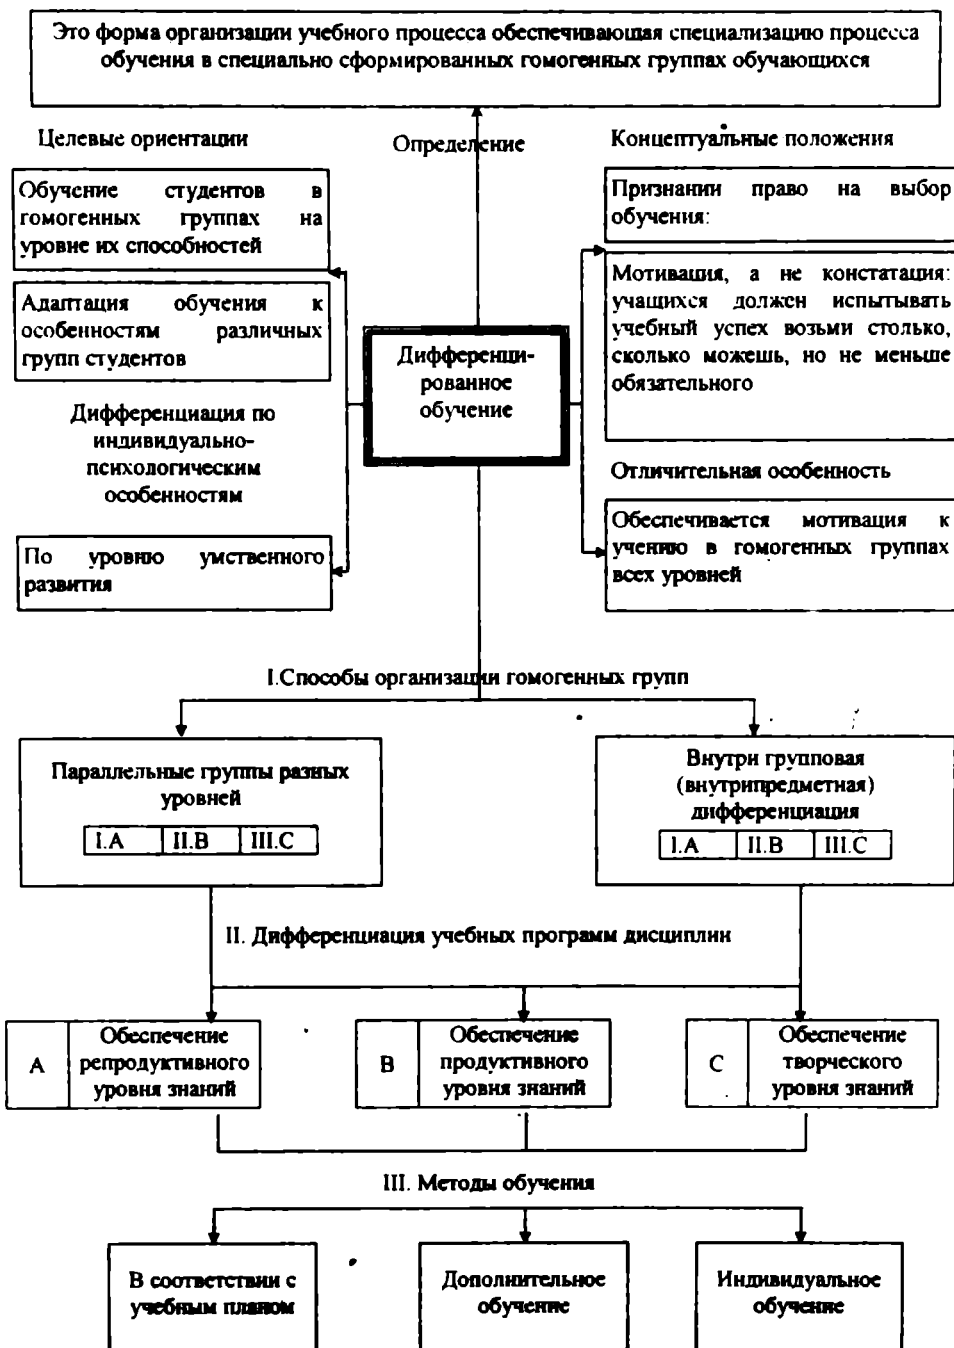 Это форма организации учебного процесса обеспечивающая специализацию процесса
обучения в специально сформированных гомогенных группах обучающихся
Целевые ориентации
Определение
Концептуальные положения
Обучение студентов в
гомогенных группах на
уровне их способностей
Адаптация обучения к
особенностям различных
групп студентов
Дифференциация по
индивидуально-
психологическим
особенностям
По уровню умственного
развития
Дифференци-
рованное
обучение
Признании право на выбор
обучения:
Мотивация, а не констатация:
учащихся должен испытывать
учебный успех возьми столько,
сколько можешь, но не меньше
обязательного
Отличительная особенность
Обеспечивается мотивация к
учению в гомогенных группах
всех уровней
I.Способы организации гомогенных групп
Параллельные группы разных
уровней
I.A II.B III.C
Внутри групповая
(внутрипредметная)
дифференциация
I.A II.B III.C
II. Дифференциация учебных программ дисциплин
A
Обеспечение
репродуктивного
уровня знаний
B
Обеспечение
продуктивного
уровня знаний
C
Обеспечение
творческого
уровня знаний
III. Методы обучения
В соответствии с
учебным планом
Дополнительное
обучение
Индивидуальное
обучение